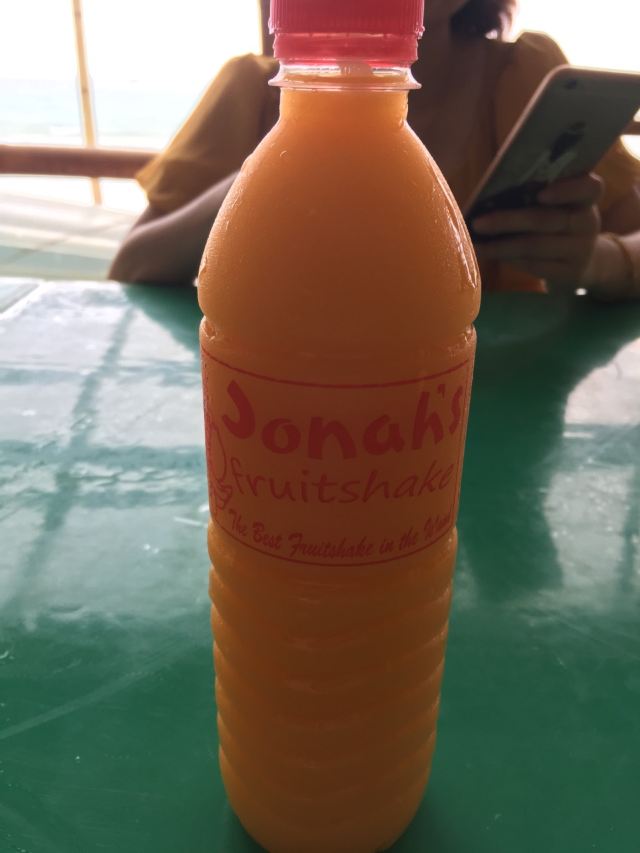 Jonah's
fruitshake
The Best Fruitshake in the